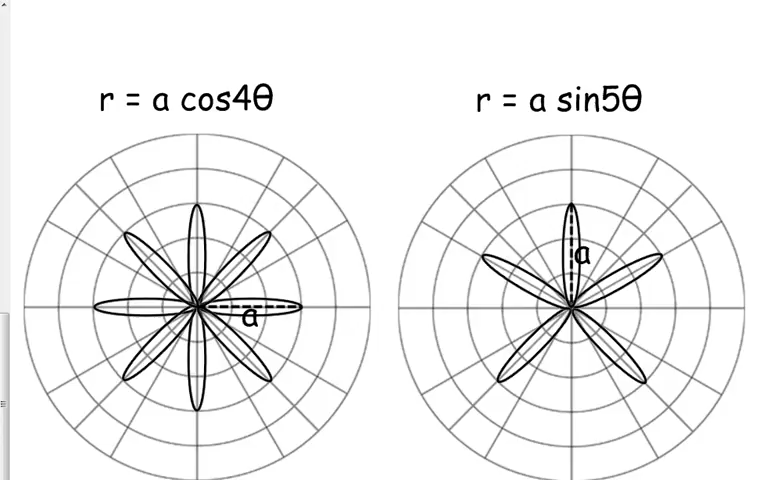 r = a cos4θ
r = a sin5θ
a
a